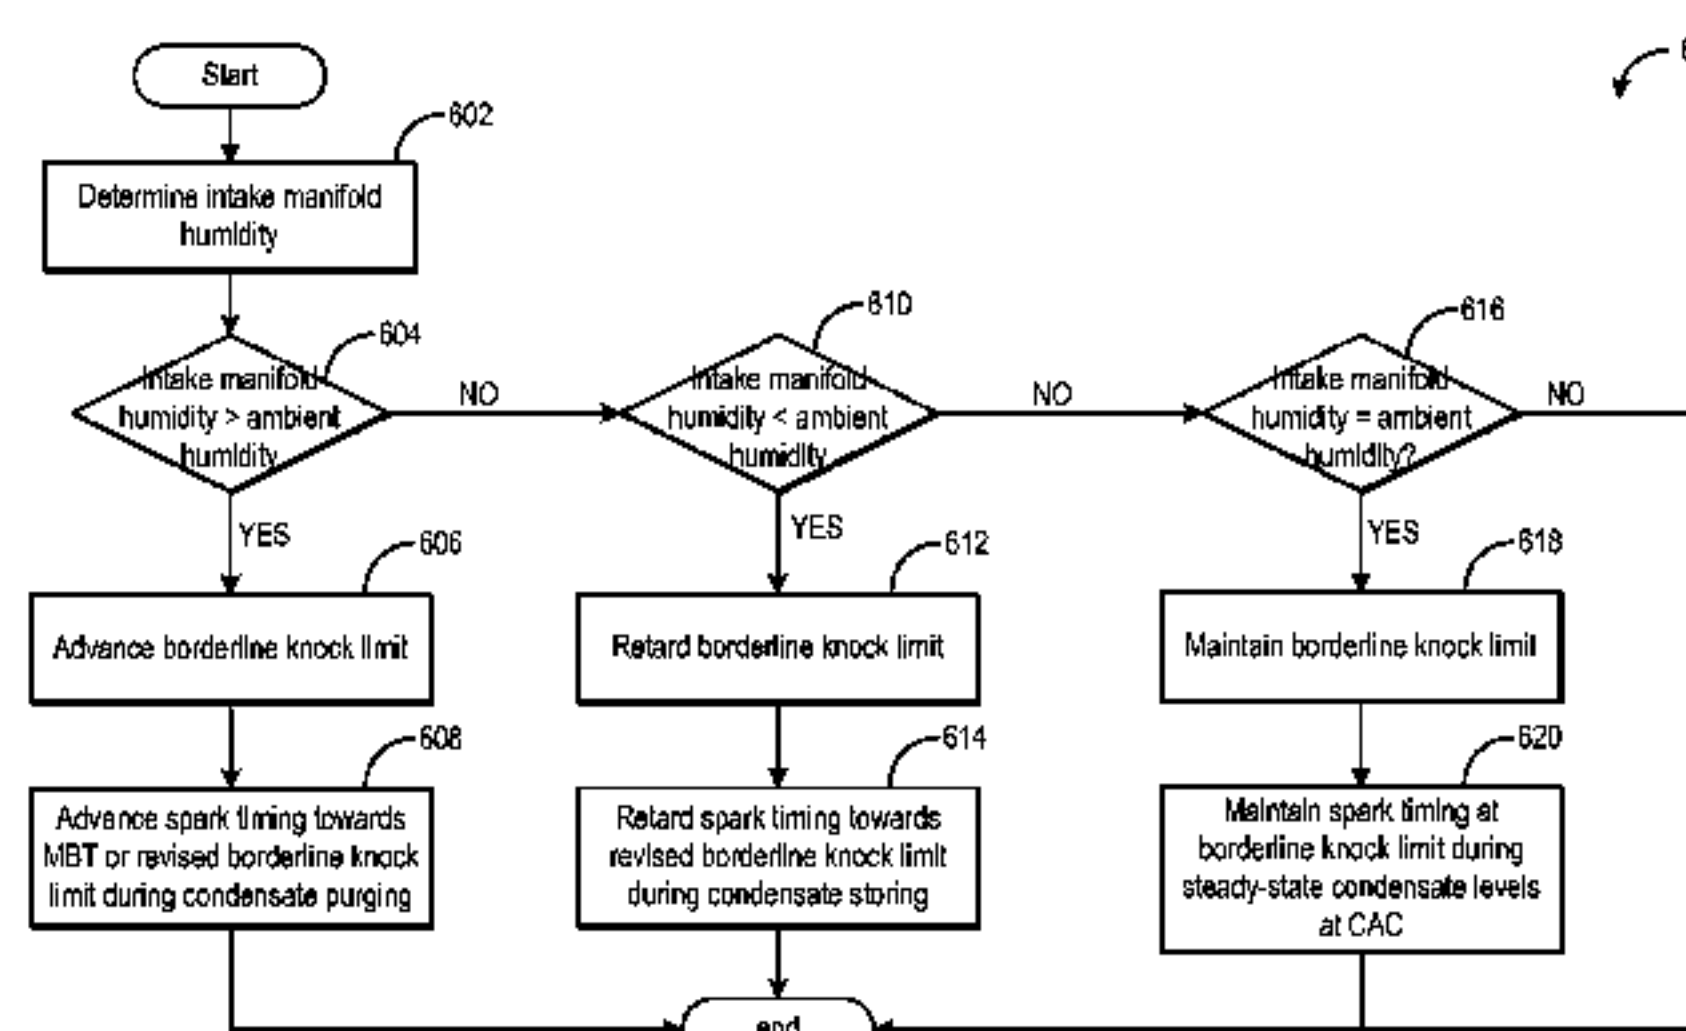 Start
602
Determine intake manifold
humidity
604
Intake manifold
humidity > ambient
humidity
NO
610
Intake manifold
humidity < ambient
humidity
NO
616
Intake manifold
humidity = ambient
humidity?
NO
YES
606
Advance borderline knock limit
608
Advance spark timing towards
MBT or revised borderline knock
limit during condensate purging
YES
612
Retard borderline knock limit
614
Retard spark timing towards
revised borderline knock limit
during condensate storing
YES
618
Maintain borderline knock limit
620
Maintain spark timing at
borderline knock limit during
steady-state condensate levels
at CAC
end